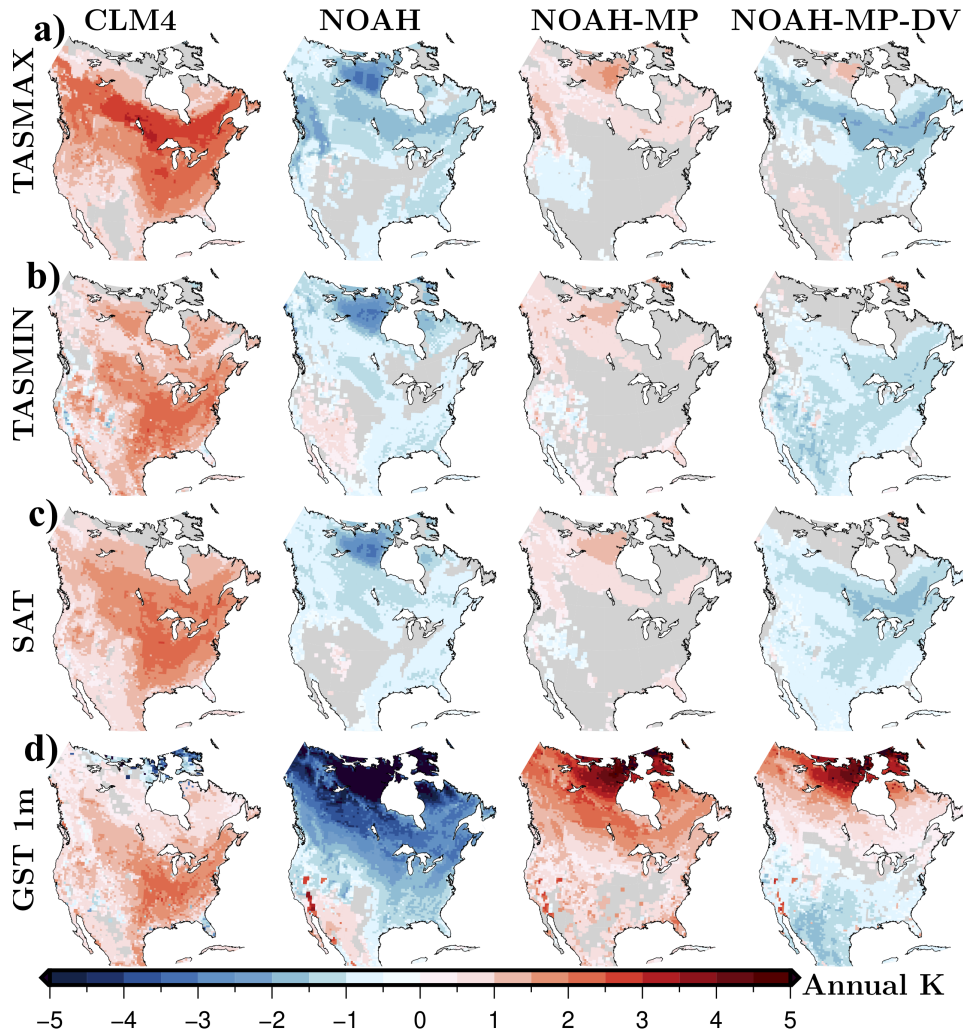 CLM4 NOAH NOAH-MP NOAH-MP-DV
a) TASMAX
b) TASMIN
c) SAT
d) GST 1m
Annual K
−5 −4 −3 −2 −1 0 1 2 3 4 5